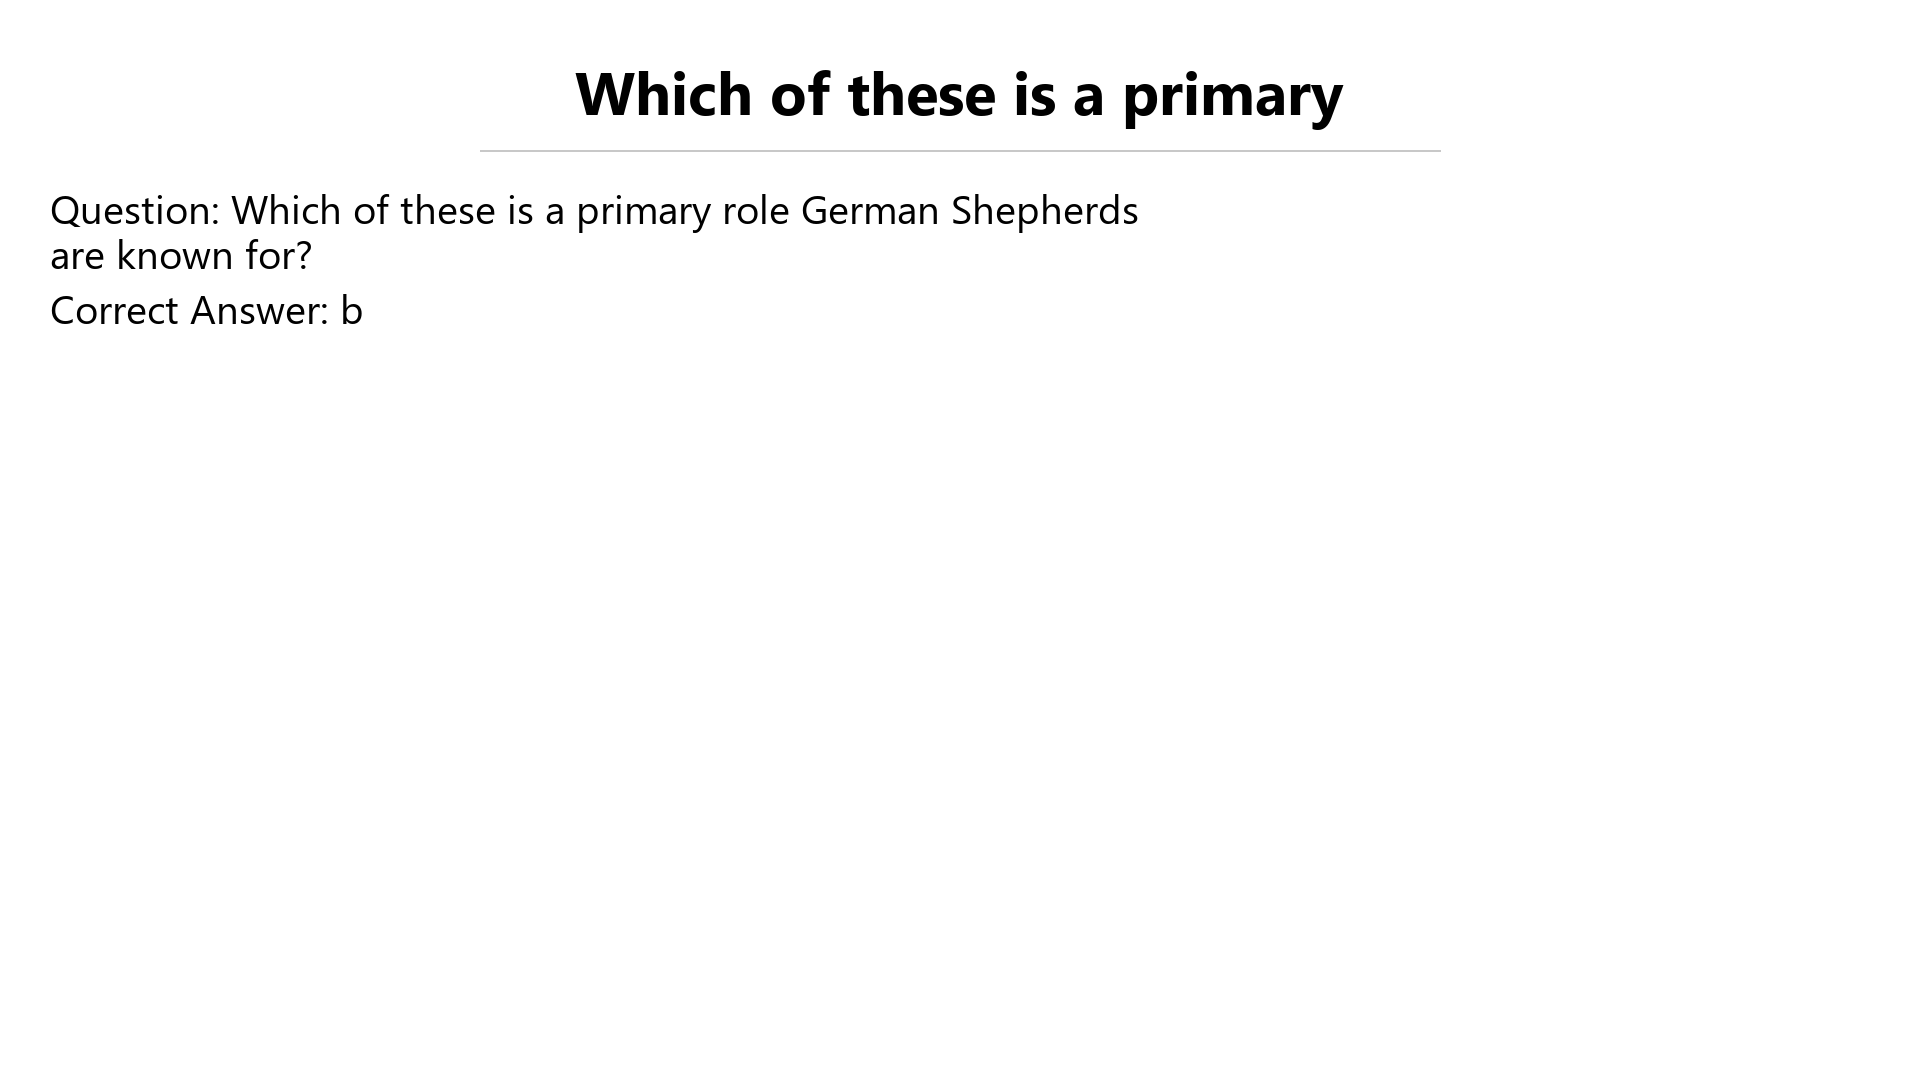 Which of these is a primary
Question: Which of these is a primary role German Shepherds
are known for?
Correct Answer: b